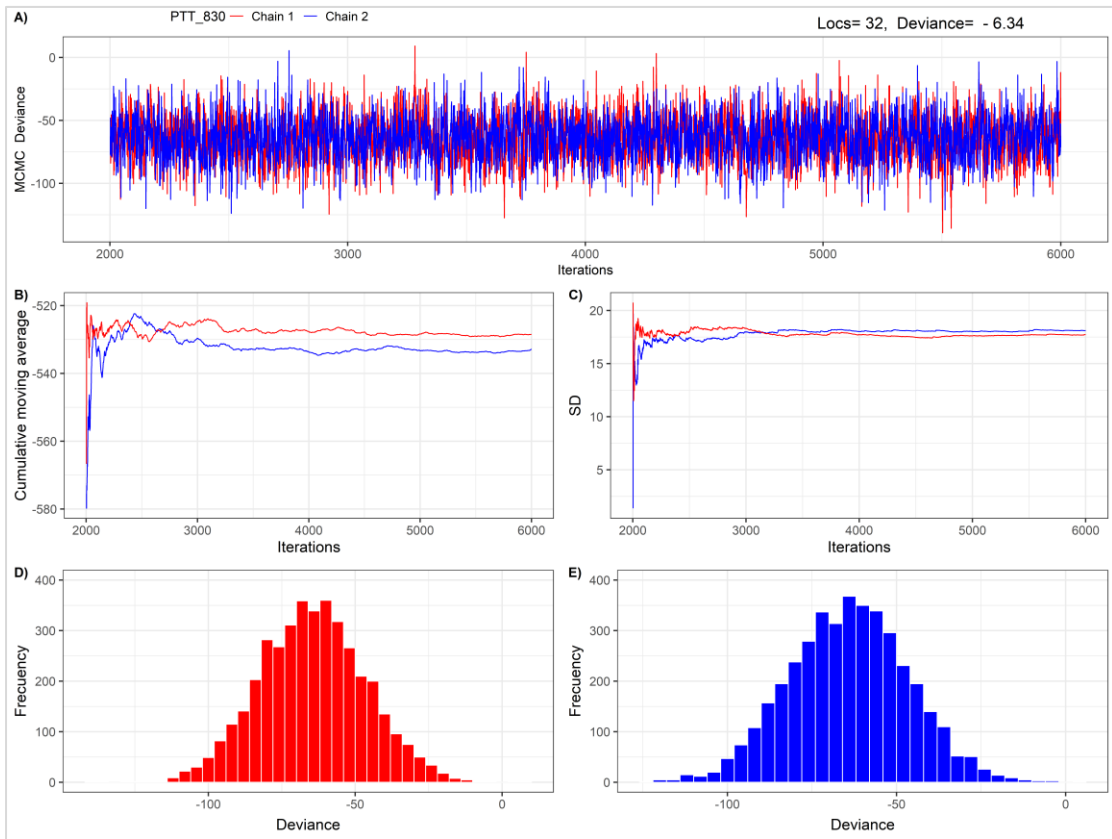 A) PTT_830 Chain 1 Chain 2 Locs= 32, Deviance= - 6.34
MCMC Deviance
0
-50
-100
2000 3000 4000 5000 6000
Iterations
B)
Cumulative moving average
-520
-540
-560
-580
2000 2500 3000 4000 5000 6000
Iterations
C)
SD
20
15
10
5
2000 2500 3000 4000 5000 6000
Iterations
D)
Frecuency
400
300
200
100
0
-100 -50 0
Deviance
E)
Frecuency
400
300
200
100
0
-100 -50 0
Deviance